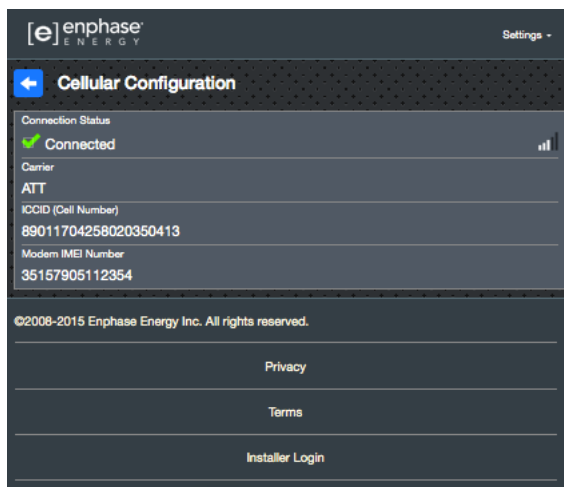 [e] enphase
ENERGY
Settings
Cellular Configuration
Connection Status
Connected
Carrier
ATT
ICCID (Cell Number)
89011704258020350413
Modem IMEI Number
35157905112354
©2008-2015 Enphase Energy Inc. All rights reserved.
Privacy
Terms
Installer Login